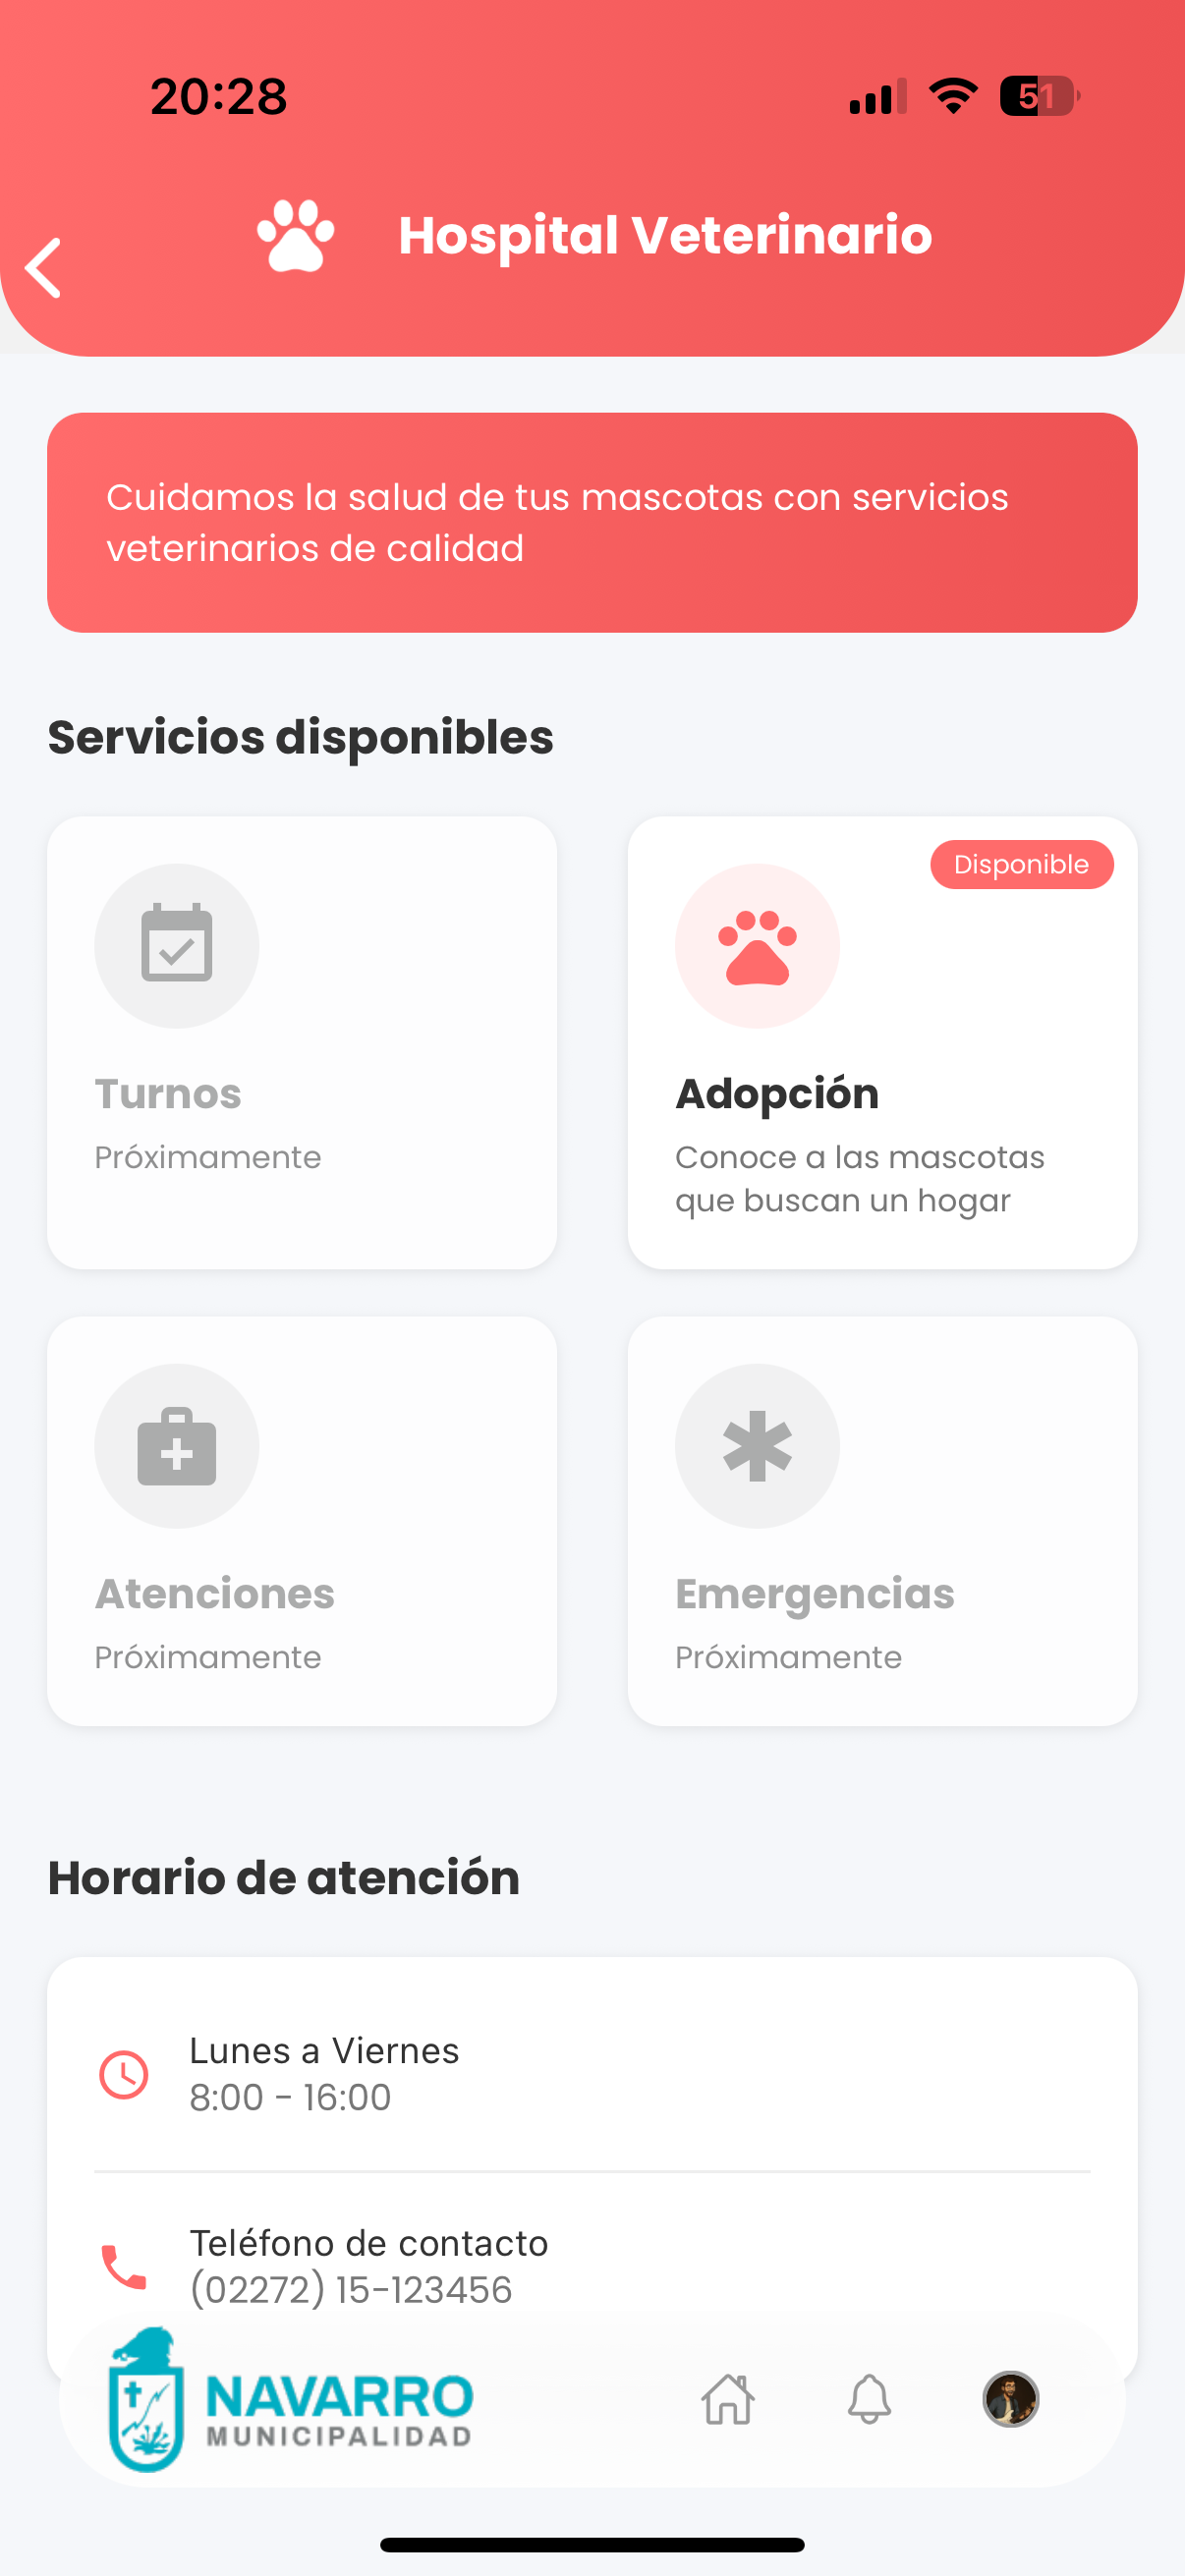 20:28
51
Hospital Veterinario
Cuidamos la salud de tus mascotas con servicios
veterinarios de calidad
Servicios disponibles
Turnos
Próximamente
Disponible
Adopción
Conoce a las mascotas
que buscan un hogar
Atenciones
Próximamente
Emergencias
Próximamente
Horario de atención
Lunes a Viernes
8:00 - 16:00
Teléfono de contacto
(02272) 15-123456
NAVARRO
MUNICIPALIDAD